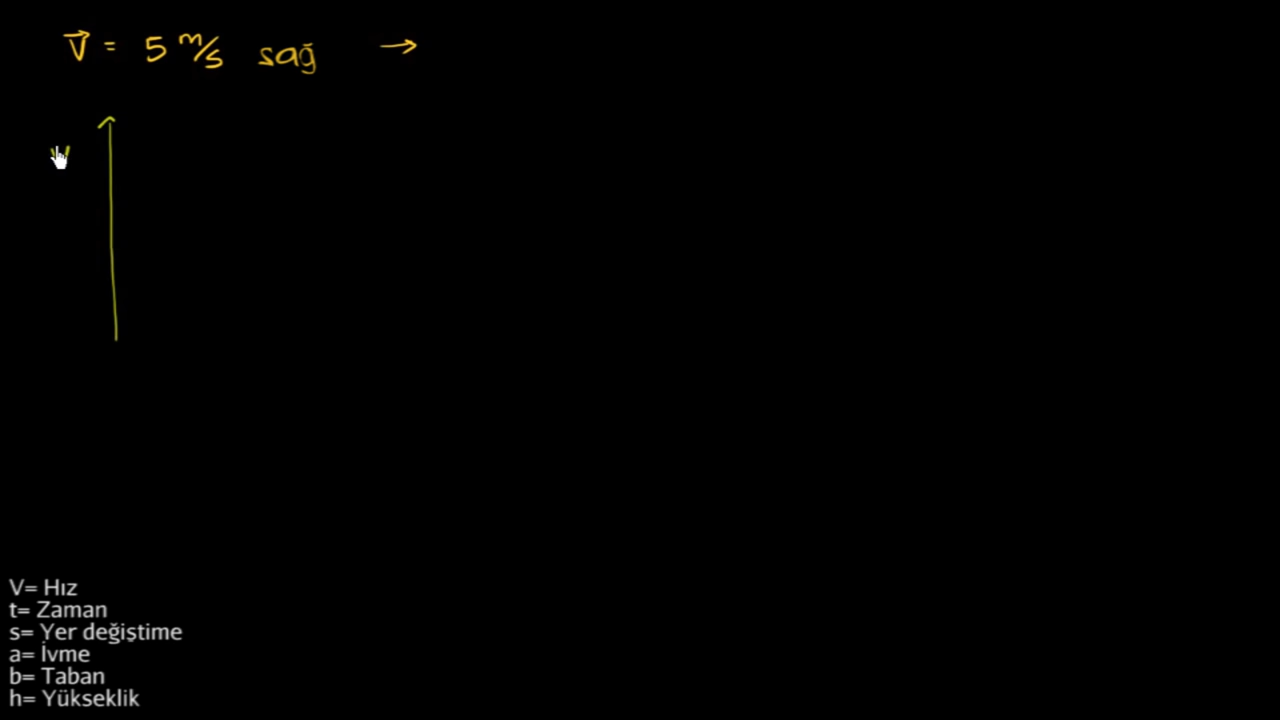 V⃗ = 5 m/s sağ →
V= Hız
t= Zaman
s= Yer değiştime
a= İvme
b= Taban
h= Yükseklik